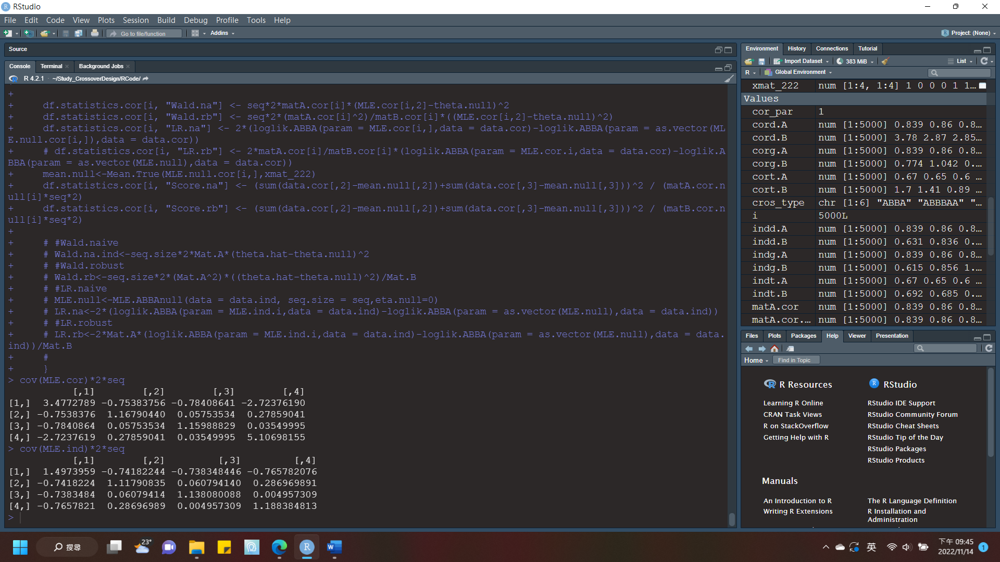 RStudio
File Edit Code View Plots Session Build Debug Profile Tools Help
Go to file/function Addins Project: (None)
Source
Console Terminal Background Jobs
R 4.2.1 · ~/Study_CrossoverDesign/RCode/
+
+     df.statistics.cor[i, "Wald.na"] <- seq*2*matA.cor[i]*(MLE.cor[i,2]-theta.null)^2
+     df.statistics.cor[i, "Wald.rb"] <- seq*2*(matA.cor[i]^2)/matB.cor[i]*((MLE.cor[i,2]-theta.null)^2)
+     df.statistics.cor[i, "LR.na"] <- 2*(loglik.ABBA(param = MLE.cor[i,],data = data.cor)-loglik.ABBA(param = as.vector(ML
E.null.cor[i,]),data = data.cor))
+     # df.statistics.cor[i, "LR.rb"] <- 2*matA.cor[i]/matB.cor[i]*(loglik.ABBA(param = MLE.cor.i,data = data.cor)-loglik.A
BBA(param = as.vector(MLE.null),data = data.cor))
+     mean.null<-Mean.True(MLE.null.cor[i,],xmat_222)
+     df.statistics.cor[i, "Score.na"] <- (sum(data.cor[,2]-mean.null[,2])+sum(data.cor[,3]-mean.null[,3]))^2 / (matA.cor.n
ull[i]*seq*2)
+     df.statistics.cor[i, "Score.rb"] <- (sum(data.cor[,2]-mean.null[,2])+sum(data.cor[,3]-mean.null[,3]))^2 / (matB.cor.n
ull[i]*seq*2)
+
+     # #Wald.naive
+     # Wald.na.ind<-seq.size*2*Mat.A*(theta.hat-theta.null)^2
+     # #Wald.robust
+     # Wald.rb<-seq.size*2*(Mat.A^2)*((theta.hat-theta.null)^2)/Mat.B
+     # #LR.naive
+     # MLE.null<-MLE.ABBAnull(data = data.ind, seq.size = seq,eta.null=0)
+     # LR.na<-2*(loglik.ABBA(param = MLE.ind.i,data = data.ind)-loglik.ABBA(param = as.vector(MLE.null),data = data.ind))
+     # #LR.robust
+     # LR.rb<-2*Mat.A*(loglik.ABBA(param = MLE.ind.i,data = data.ind)-loglik.ABBA(param = as.vector(MLE.null),data = data.
ind))/Mat.B
+     #
+     }
> cov(MLE.cor)*2*seq
[,1] [,2] [,3] [,4]
[1,] 3.4772789 -0.75383756 -0.78408641 -2.72376190
[2,] -0.7538376 1.16790440 0.05753534 0.27859041
[3,] -0.7840864 0.05753534 1.15988829 0.03549995
[4,] -2.7237619 0.27859041 0.03549995 5.10698155
> cov(MLE.ind)*2*seq
[,1] [,2] [,3] [,4]
[1,] 1.4973959 -0.74182244 -0.738348446 -0.765782076
[2,] -0.7418224 1.11790835 0.060794140 0.286969891
[3,] -0.7383484 0.06079414 1.138080088 0.004957309
[4,] -0.7657821 0.28696989 0.004957309 1.188384813
>
Environment History Connections Tutorial
Import Dataset 383 MiB List
R Global Environment
xmat_222 num [1:4, 1:4] 1 0 0 0 1 1...
Values
cor_par 1
cord.A num [1:5000] 0.839 0.86 0.8...
cord.B num [1:5000] 3.78 2.87 2.85...
corg.A num [1:5000] 0.839 0.86 0.8...
corg.B num [1:5000] 0.774 1.042 0....
cort.A num [1:5000] 0.67 0.65 0.6 ...
cort.B num [1:5000] 1.7 1.41 0.89 ...
cros_type chr [1:6] "ABBA" "ABBBAA" "...
i 5000L
indd.A num [1:5000] 0.839 0.86 0.8...
indd.B num [1:5000] 0.631 0.836 0....
indg.A num [1:5000] 0.839 0.86 0.8...
indg.B num [1:5000] 0.615 0.856 1....
indt.A num [1:5000] 0.67 0.65 0.6 ...
indt.B num [1:5000] 0.692 0.685 0....
matA.cor num [1:5000] 0.839 0.86 0.8...
matA.cor.... num [1:5000] 0.839 0.86 0.8...
Files Plots Packages Help Viewer Presentation
Home Find in Topic
R Resources
Learning R Online
CRAN Task Views
R on StackOverflow
Getting Help with R
RStudio
RStudio IDE Support
RStudio Community Forum
RStudio Cheat Sheets
RStudio Tip of the Day
RStudio Packages
RStudio Products
Manuals
An Introduction to R
Writing R Extensions
The R Language Definition
R Installation and
Administration
搜尋
23°
英
下午 09:45
2022/11/14
1